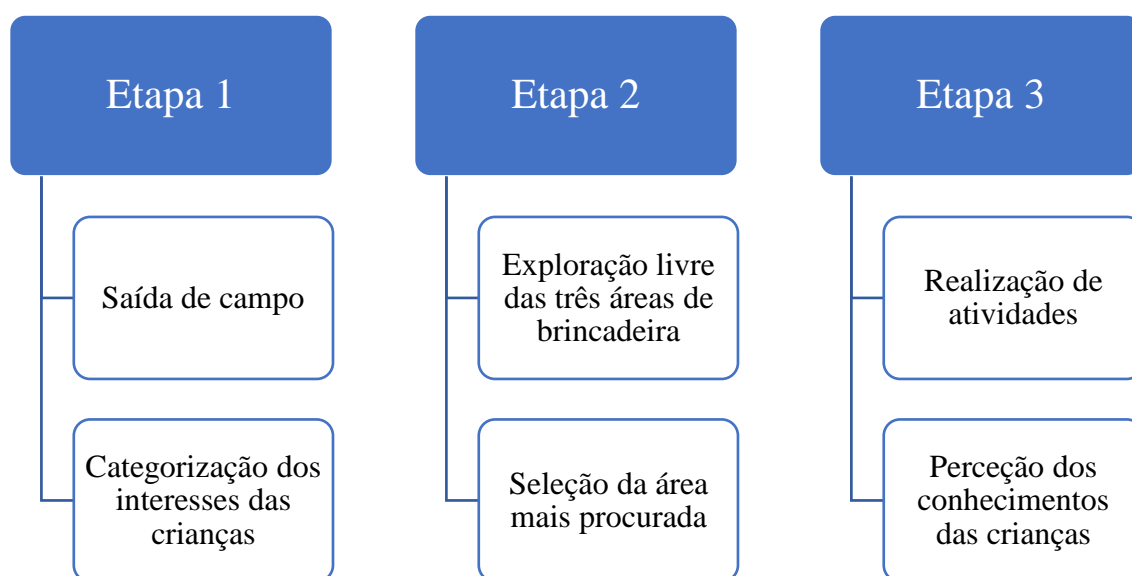 Etapa 1
Saída de campo
Categorização dos
interesses das
crianças
Etapa 2
Exploração livre
das três áreas de
brincadeira
Seleção da área
mais procurada
Etapa 3
Realização de
atividades
Perceção dos
conhecimentos
das crianças